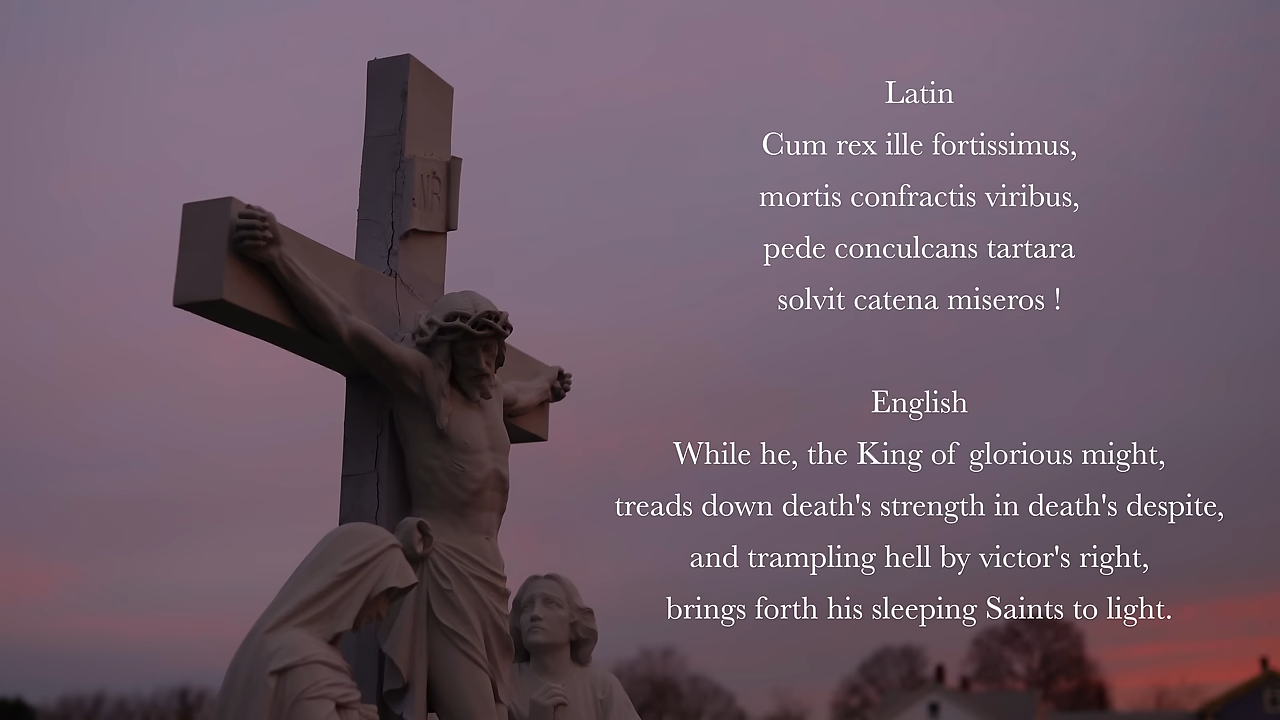 INRI
Latin
Cum rex ille fortissimus,
mortis confractis viribus,
pede conculcans tartara
solvit catena miseros !
English
While he, the King of glorious might,
treads down death's strength in death's despite,
and trampling hell by victor's right,
brings forth his sleeping Saints to light.